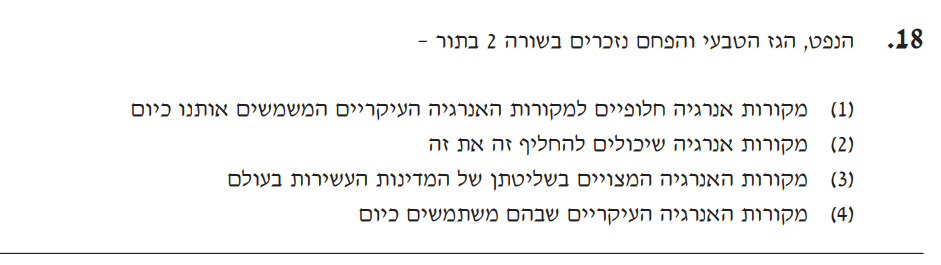 18. הנפט, הגז הטבעי והפחם נזכרים בשורה 2 בתור –
(1) מקורות אנרגיה חלופיים למקורות האנרגיה העיקריים המשמשים אותנו כיום
(2) מקורות אנרגיה שיכולים להחליף זה את זה
(3) מקורות האנרגיה המצויים בשליטתן של המדינות העשירות בעולם
(4) מקורות האנרגיה העיקריים שבהם משתמשים כיום